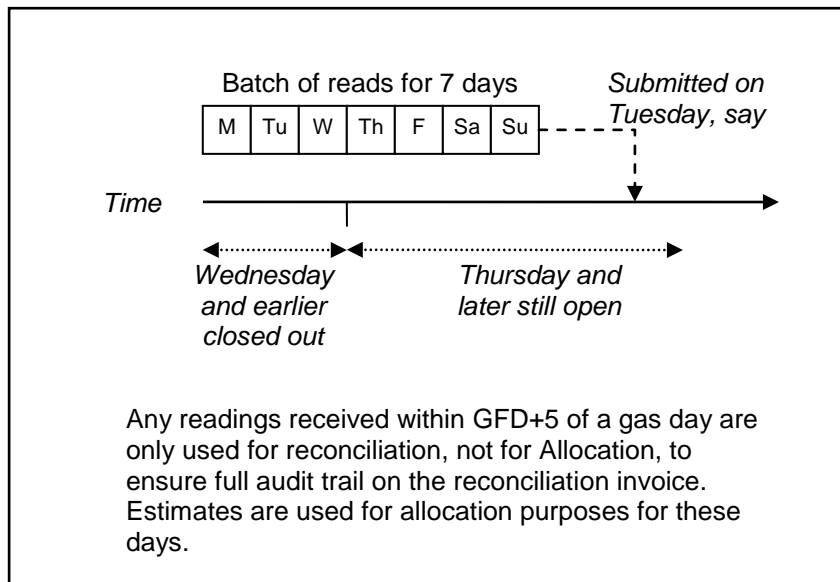 Batch of reads for 7 days
Submitted on
Tuesday, say
M Tu W Th F Sa Su
Time
Wednesday
and earlier
closed out
Thursday and
later still open
Any readings received within GFD+5 of a gas day are
only used for reconciliation, not for Allocation, to
ensure full audit trail on the reconciliation invoice.
Estimates are used for allocation purposes for these
days.